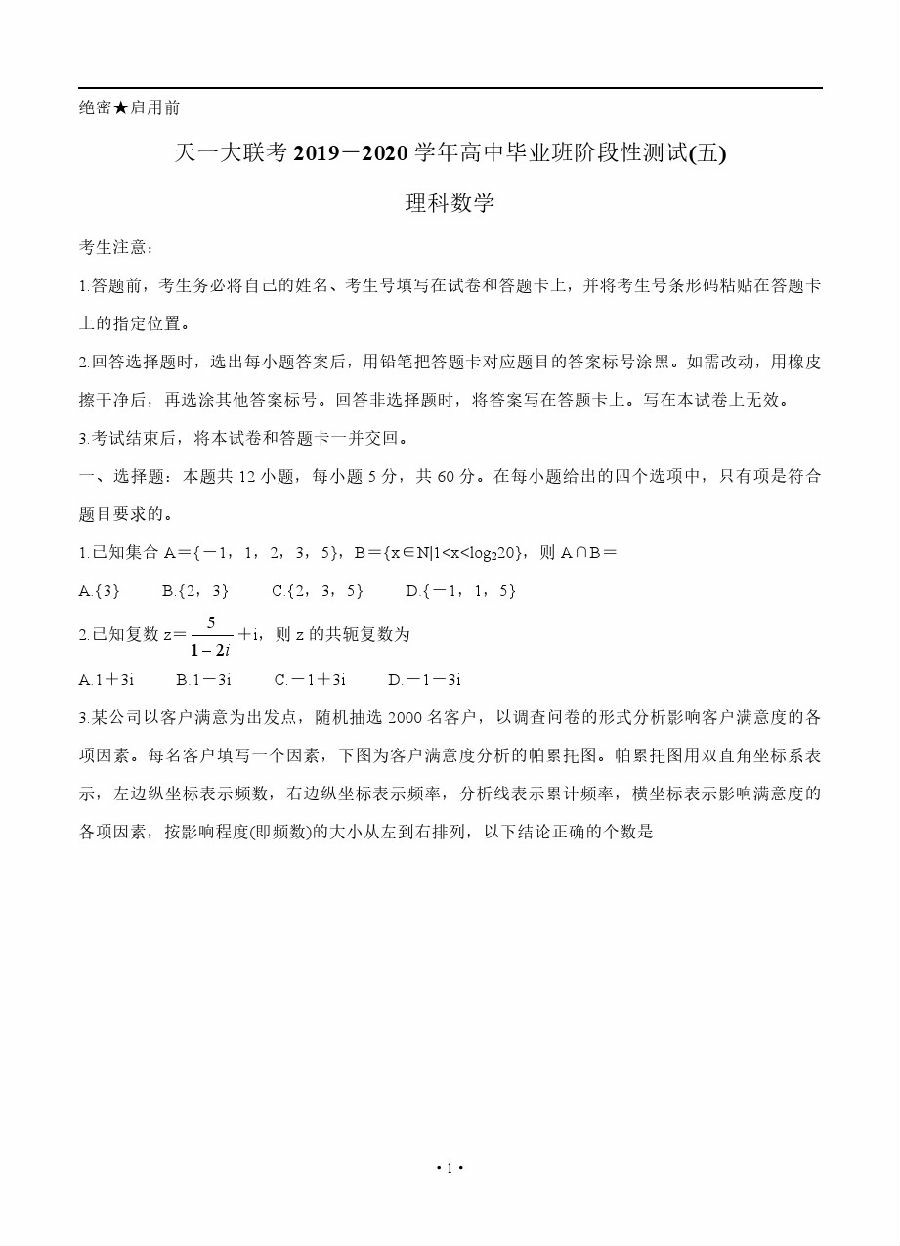 绝密★启用前
天一大联考 2019－2020 学年高中毕业班阶段性测试(五)
理科数学
考生注意：
1.答题前，考生务必将自己的姓名、考生号填写在试卷和答题卡上，并将考生号条形码粘贴在答题卡
上的指定位置。
2.回答选择题时，选出每小题答案后，用铅笔把答题卡对应题目的答案标号涂黑。如需改动，用橡皮
擦干净后，再选涂其他答案标号。回答非选择题时，将答案写在答题卡上。写在本试卷上无效。
3.考试结束后，将本试卷和答题卡一并交回。
一、选择题：本题共 12 小题，每小题 5 分，共 60 分。在每小题给出的四个选项中，只有项是符合
题目要求的。
1.已知集合 A＝{－1，1，2，3，5}，B＝{x∈N|1<x<log₂20}，则 A∩B＝
A.{3} B.{2，3} C.{2，3，5} D.{－1，1，5}
2.已知复数 z＝5/(1－2i)＋i，则 z 的共轭复数为
A.1＋3i B.1－3i C.－1＋3i D.－1－3i
3.某公司以客户满意为出发点，随机抽选 2000 名客户，以调查问卷的形式分析影响客户满意度的各
项因素。每名客户填写一个因素，下图为客户满意度分析的帕累托图。帕累托图用双直角坐标系表
示，左边纵坐标表示频数，右边纵坐标表示频率，分析线表示累计频率，横坐标表示影响满意度的
各项因素，按影响程度(即频数)的大小从左到右排列，以下结论正确的个数是
·1·